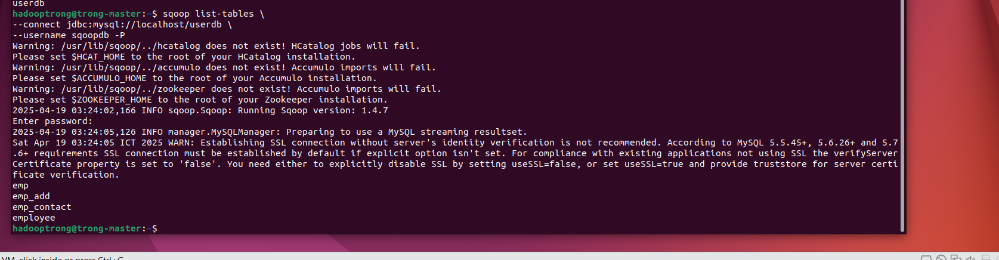 userdb
hadooptrong@trong-master:~$ sqoop list-tables \
--connect jdbc:mysql://localhost/userdb \
--username sqoopdb -P
Warning: /usr/lib/sqoop/../hcatalog does not exist! HCatalog jobs will fail.
Please set $HCAT_HOME to the root of your HCatalog installation.
Warning: /usr/lib/sqoop/../accumulo does not exist! Accumulo imports will fail.
Please set $ACCUMULO_HOME to the root of your Accumulo installation.
Warning: /usr/lib/sqoop/../zookeeper does not exist! Accumulo imports will fail.
Please set $ZOOKEEPER_HOME to the root of your Zookeeper installation.
2025-04-19 03:24:02,166 INFO sqoop.Sqoop: Running Sqoop version: 1.4.7
Enter password:
2025-04-19 03:24:05,126 INFO manager.MySQLManager: Preparing to use a MySQL streaming resultset.
Sat Apr 19 03:24:05 ICT 2025 WARN: Establishing SSL connection without server's identity verification is not recommended. According to MySQL 5.5.45+, 5.6.26+ and 5.7
.6+ requirements SSL connection must be established by default if explicit option isn't set. For compliance with existing applications not using SSL the verifyServer
Certificate property is set to 'false'. You need either to explicitly disable SSL by setting useSSL=false, or set useSSL=true and provide truststore for server certi
ficate verification.
emp
emp_add
emp_contact
employee
hadooptrong@trong-master:~$
VM, click inside or press Ctrl+G